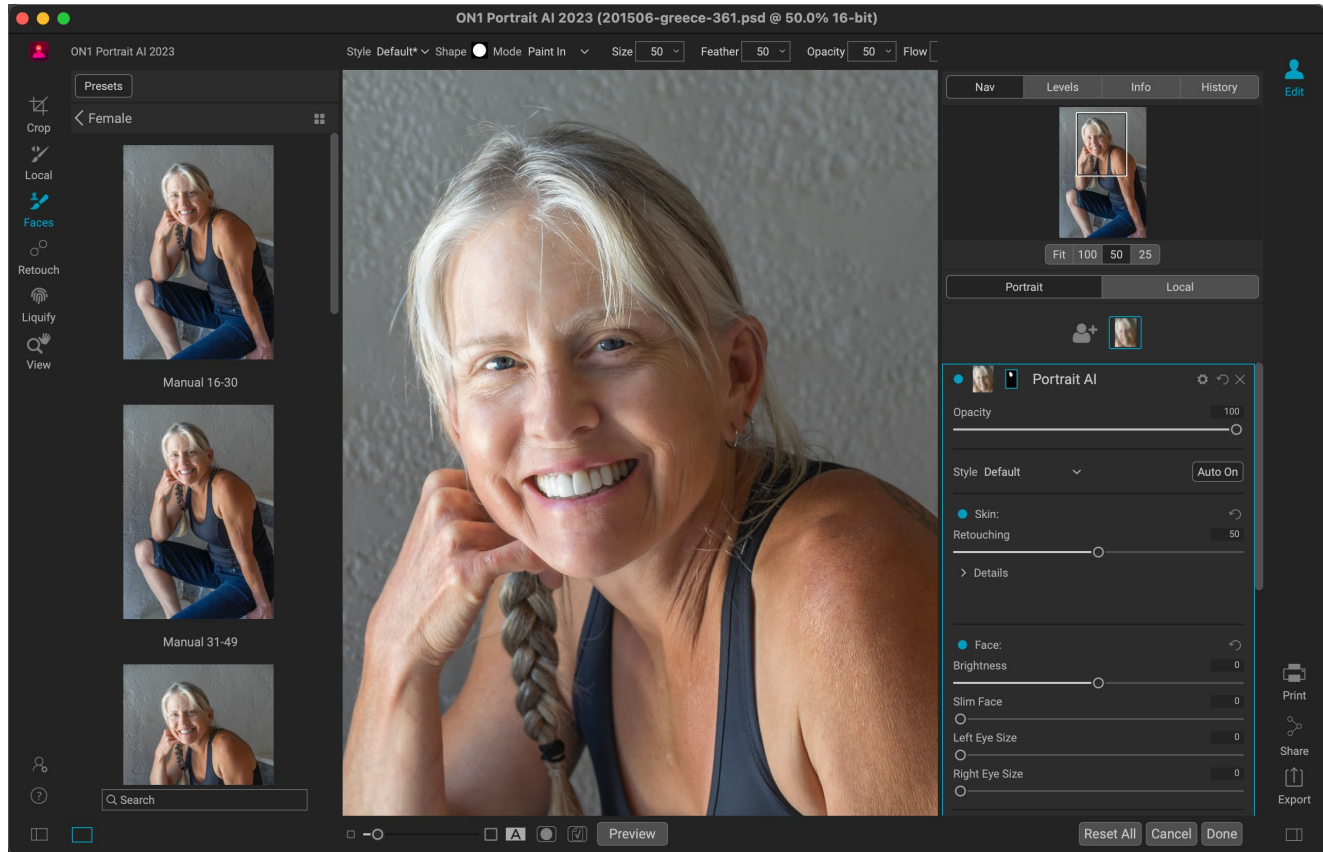 ON1 Portrait AI 2023 (201506-greece-361.psd @ 50.0% 16-bit)
ON1 Portrait AI 2023
Style Default* Shape Mode Paint In Size 50 Feather 50 Opacity 50 Flow
Presets
Female
Crop
Local
Faces
Retouch
Liquify
View
Manual 16-30
Manual 31-49
Search
Nav Levels Info History
Edit
Fit 100 50 25
Portrait Local
Portrait AI
Opacity 100
Style Default Auto On
Skin:
Retouching 50
Details
Face:
Brightness 0
Slim Face 0
Left Eye Size 0
Right Eye Size 0
Print
Share
Export
A Preview
Reset All Cancel Done